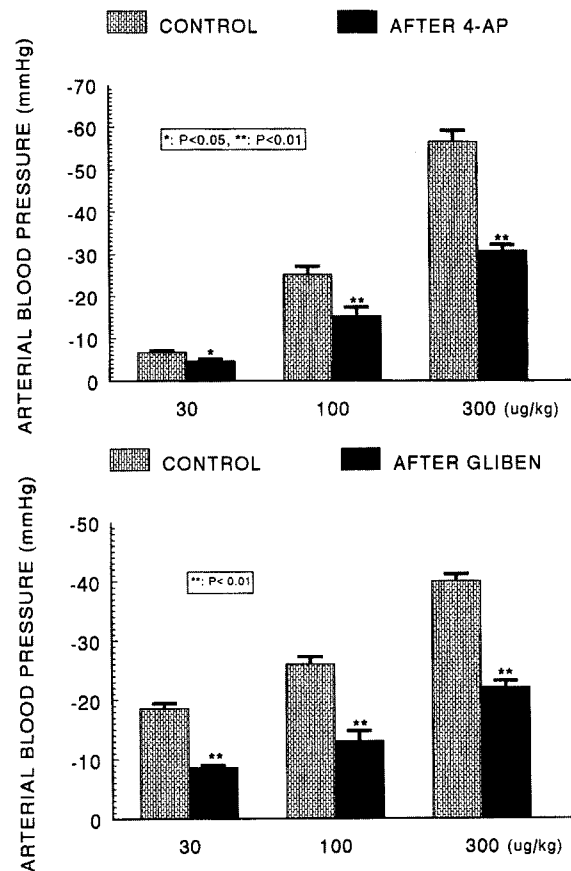 CONTROL AFTER 4-AP
ARTERIAL BLOOD PRESSURE (mmHg)
-70
-60
*: P<0.05, **: P<0.01
-50
-40
-30
-20
-10
0
**
**
*
30 100 300 (ug/kg)
CONTROL AFTER GLIBEN
ARTERIAL BLOOD PRESSURE (mmHg)
-50
-40
**: P< 0.01
-30
-20
-10
0
**
**
**
30 100 300 (ug/kg)